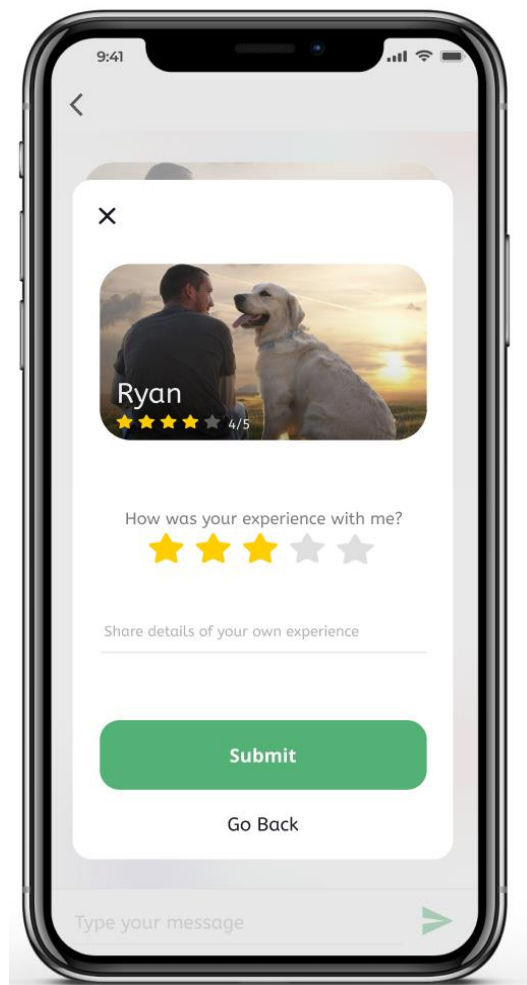 9:41
Ryan
4/5
How was your experience with me?
Share details of your own experience
Submit
Go Back
Type your message